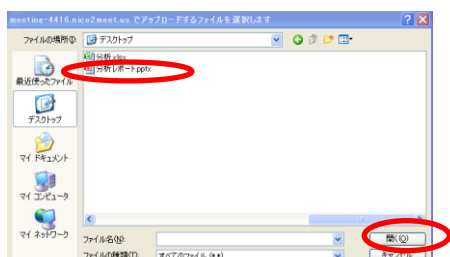 meeting-4416.nice2meet.us でアップロードするファイルを選択します
ファイルの場所(I): デスクトップ
分析.xlsx
分析レポート.pptx
最近使ったファイル
デスクトップ
マイ ドキュメント
マイ コンピュータ
マイ ネットワーク
ファイル名(N):
開く(O)
ファイルの種類(T): すべてのファイル (*.*)
キャンセル